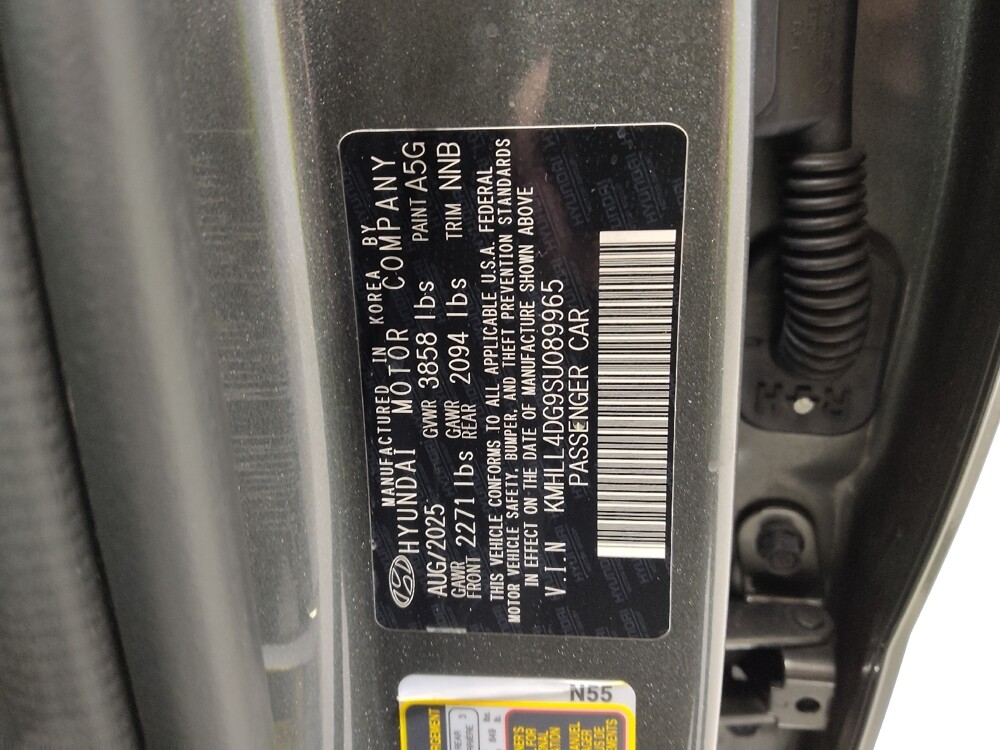 MANUFACTURED IN KOREA BY
HYUNDAI MOTOR COMPANY
AUG/2025 GVWR 3858 lbs PAINT A5G
GAWR FRONT 2271 lbs GAWR REAR 2094 lbs TRIM NNB
THIS VEHICLE CONFORMS TO ALL APPLICABLE U.S.A. FEDERAL
MOTOR VEHICLE SAFETY, BUMPER, AND THEFT PREVENTION STANDARDS
IN EFFECT ON THE DATE OF MANUFACTURE SHOWN ABOVE
V.I.N KMHLL4DG9SU089965
PASSENGER CAR
REAR 3
N55